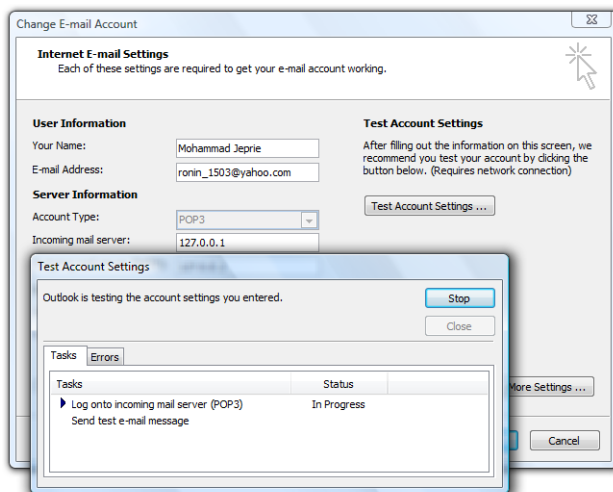 Change E-mail Account
Internet E-mail Settings
Each of these settings are required to get your e-mail account working.
User Information
Your Name:
Mohammad Jeprie
E-mail Address:
ronin_1503@yahoo.com
Server Information
Account Type:
POP3
Incoming mail server:
127.0.0.1
Test Account Settings
After filling out the information on this screen, we
recommend you test your account by clicking the
button below. (Requires network connection)
Test Account Settings ...
Test Account Settings
Outlook is testing the account settings you entered.
Stop
Close
Tasks
Errors
Tasks Status
Log onto incoming mail server (POP3) In Progress
Send test e-mail message
More Settings ...
Cancel